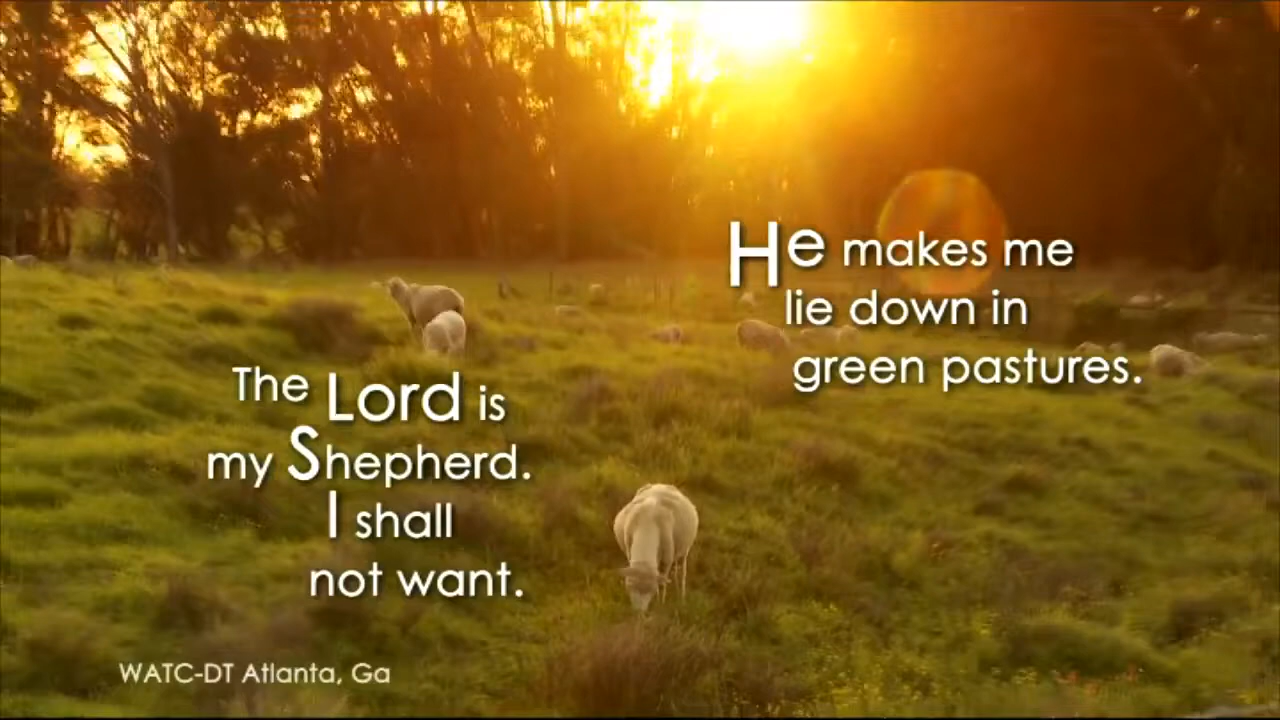 The Lord is
my Shepherd.
I shall
not want.
He makes me
lie down in
green pastures.
WATC-DT Atlanta, Ga